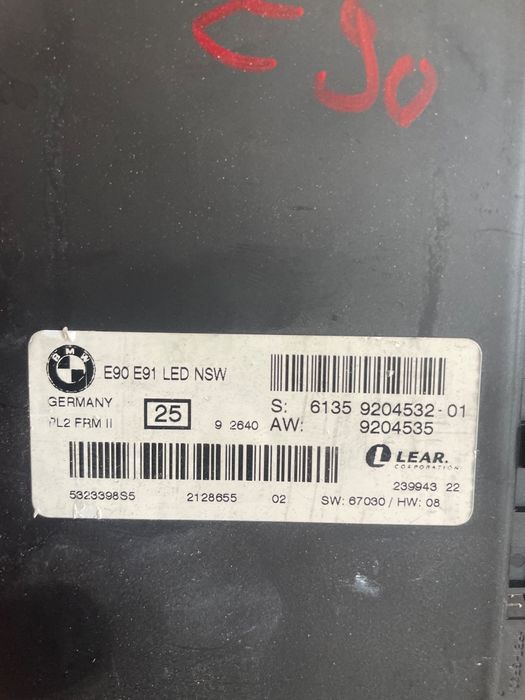 E90
BMW
E90 E91 LED NSW
GERMANY
PL2 FRM II
25
9 2640
S: 6135 9204532-01
AW: 9204535
LEAR.
CORPORATION
5323398S5 2128655 02
239943 22
SW: 67030 / HW: 08